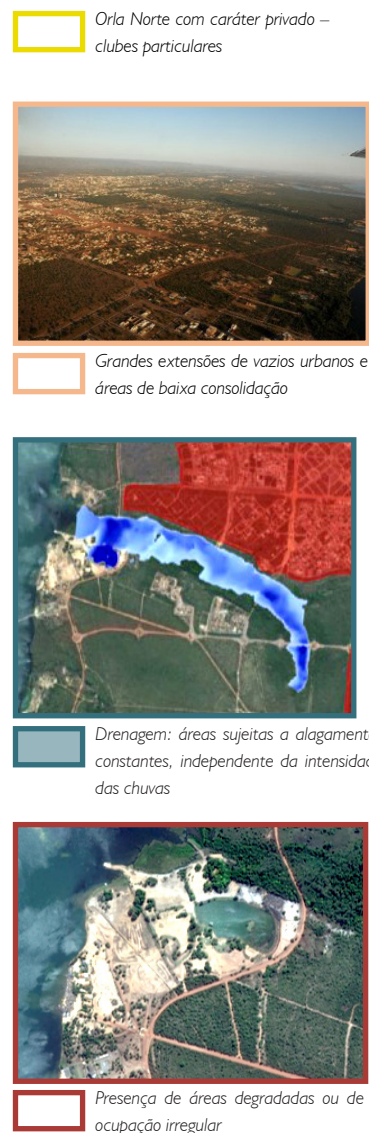 Orla Norte com caráter privado –
clubes particulares
Grandes extensões de vazios urbanos e
áreas de baixa consolidação
Drenagem: áreas sujeitas a alagament
constantes, independente da intensidad
das chuvas
Presença de áreas degradadas ou de
ocupação irregular